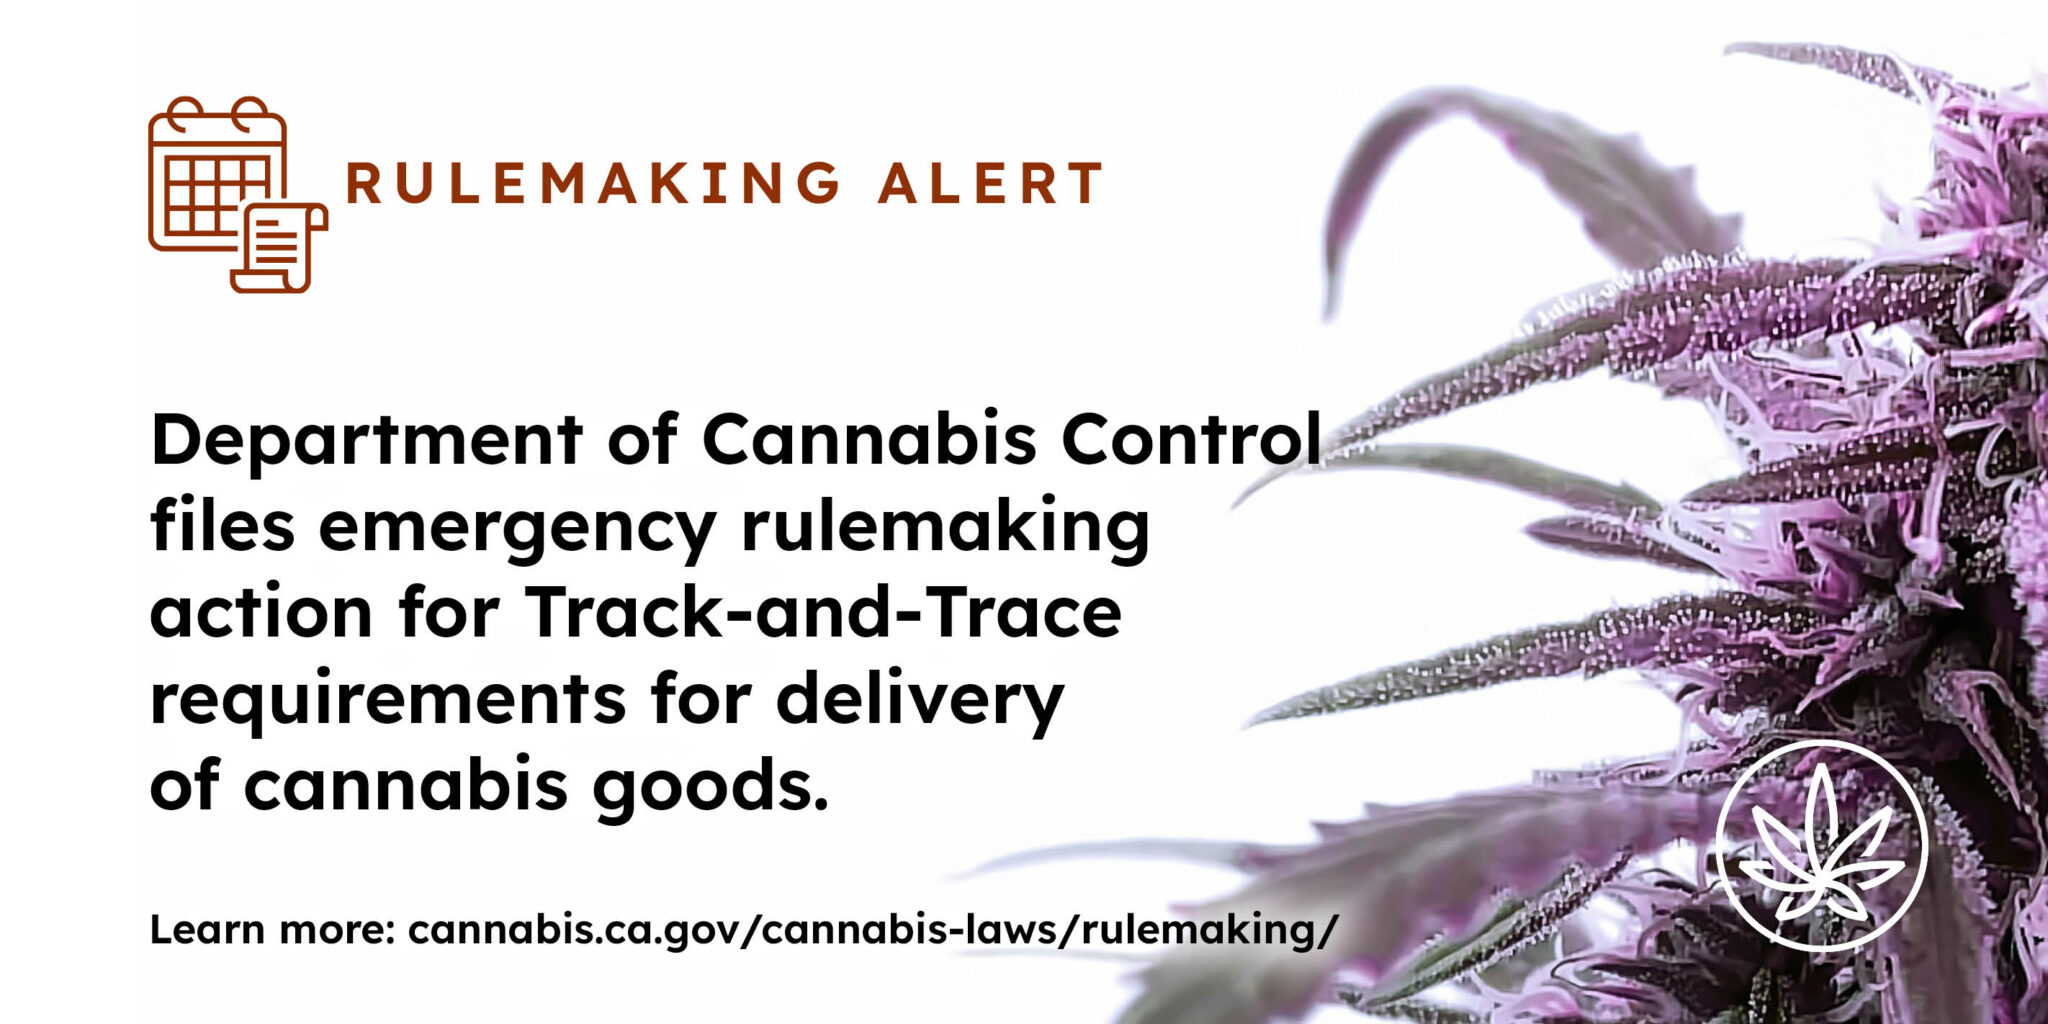 RULEMAKING ALERT
Department of Cannabis Control
files emergency rulemaking
action for Track-and-Trace
requirements for delivery
of cannabis goods.
Learn more: cannabis.ca.gov/cannabis-laws/rulemaking/